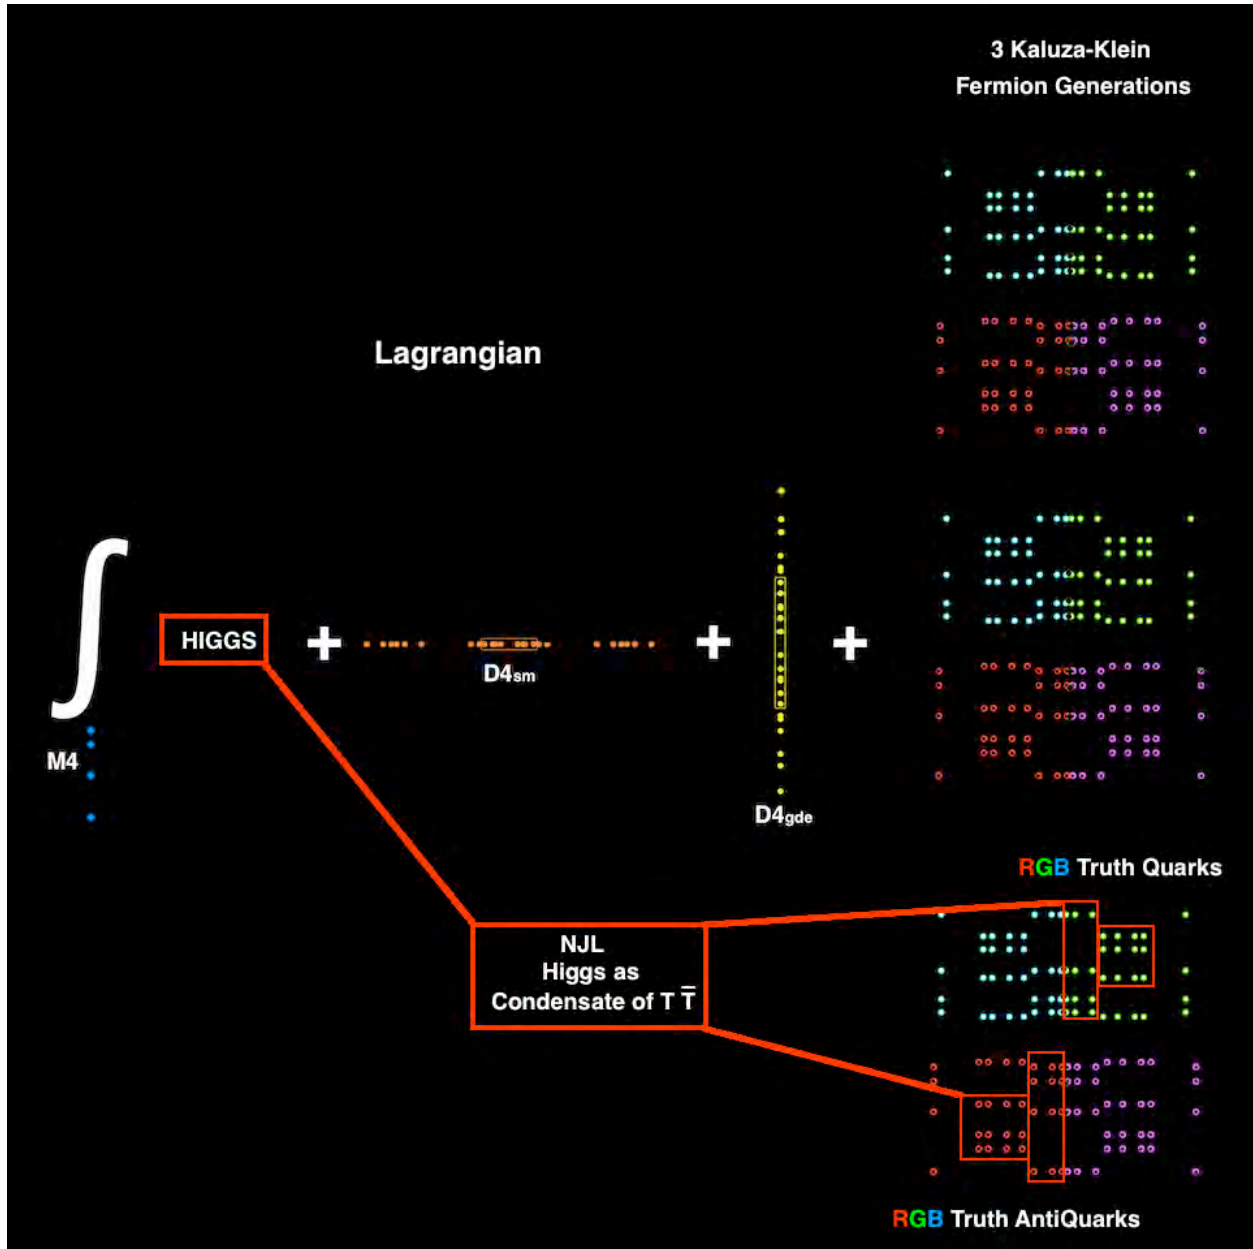 3 Kaluza-Klein
Fermion Generations
Lagrangian
∫
HIGGS
+
+
+
D4sm
M4
D4gde
RGB Truth Quarks
NJL
Higgs as
Condensate of T T̅
RGB Truth AntiQuarks